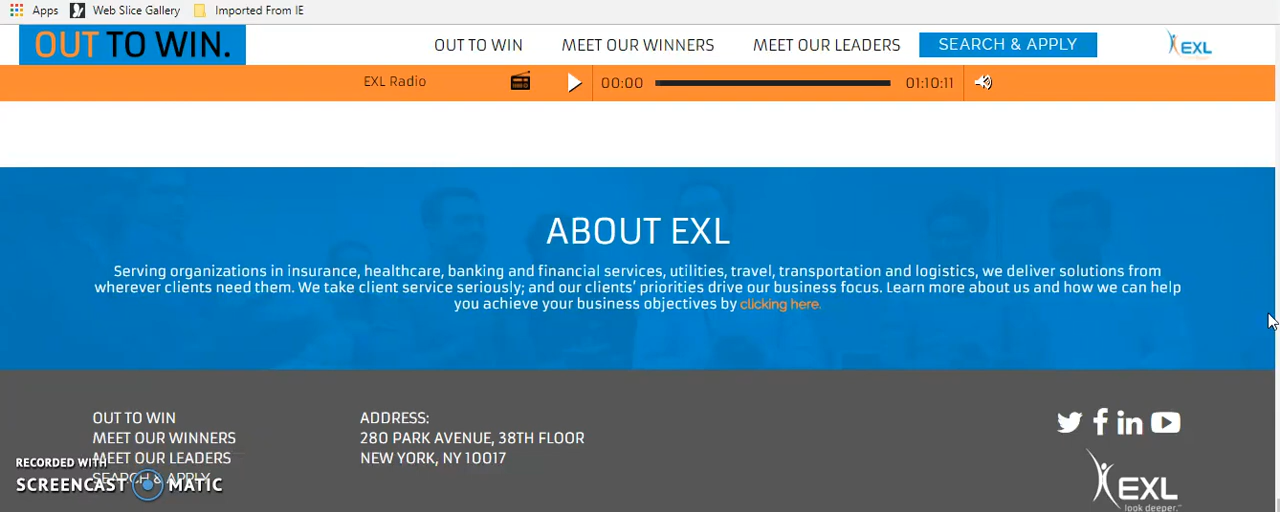 Apps Web Slice Gallery Imported From IE
OUT TO WIN. OUT TO WIN MEET OUR WINNERS MEET OUR LEADERS SEARCH & APPLY EXL
EXL Radio 00:00 01:10:11
ABOUT EXL
Serving organizations in insurance, healthcare, banking and financial services, utilities, travel, transportation and logistics, we deliver solutions from
wherever clients need them. We take client service seriously; and our clients' priorities drive our business focus. Learn more about us and how we can help
you achieve your business objectives by clicking here.
OUT TO WIN
MEET OUR WINNERS
MEET OUR LEADERS
SEARCH & APPLY
ADDRESS:
280 PARK AVENUE, 38TH FLOOR
NEW YORK, NY 10017
EXL
look deeper.™
RECORDED WITH
SCREENCAST MATIC